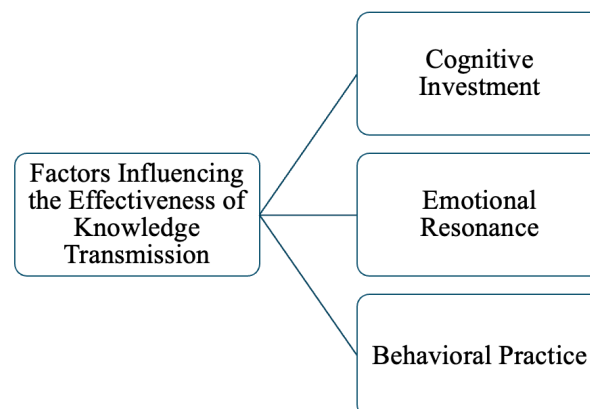 Factors Influencing
the Effectiveness of
Knowledge
Transmission
Cognitive
Investment
Emotional
Resonance
Behavioral Practice